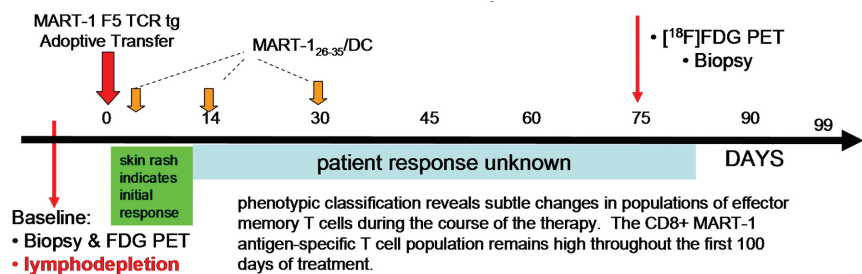 MART-1 F5 TCR tg
Adoptive Transfer
MART-1₂₆₋₃₅/DC
• [¹⁸F]FDG PET
• Biopsy
0 14 30 45 60 75 90 99
DAYS
skin rash
indicates
initial
response
patient response unknown
Baseline:
• Biopsy & FDG PET
• lymphodepletion
phenotypic classification reveals subtle changes in populations of effector
memory T cells during the course of the therapy. The CD8+ MART-1
antigen-specific T cell population remains high throughout the first 100
days of treatment.